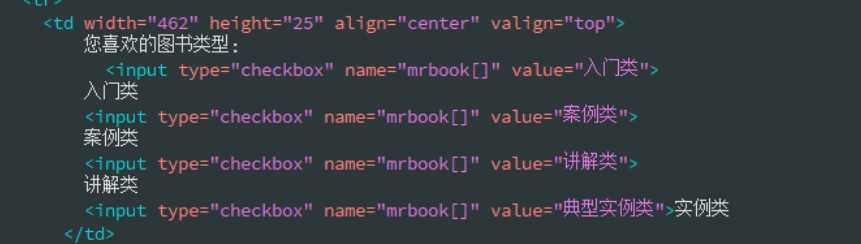 <tr>
<td width="462" height="25" align="center" valign="top">
您喜欢的图书类型:
<input type="checkbox" name="mrbook[]" value="入门类">
入门类
<input type="checkbox" name="mrbook[]" value="案例类">
案例类
<input type="checkbox" name="mrbook[]" value="讲解类">
讲解类
<input type="checkbox" name="mrbook[]" value="典型实例类">实例类
</td>